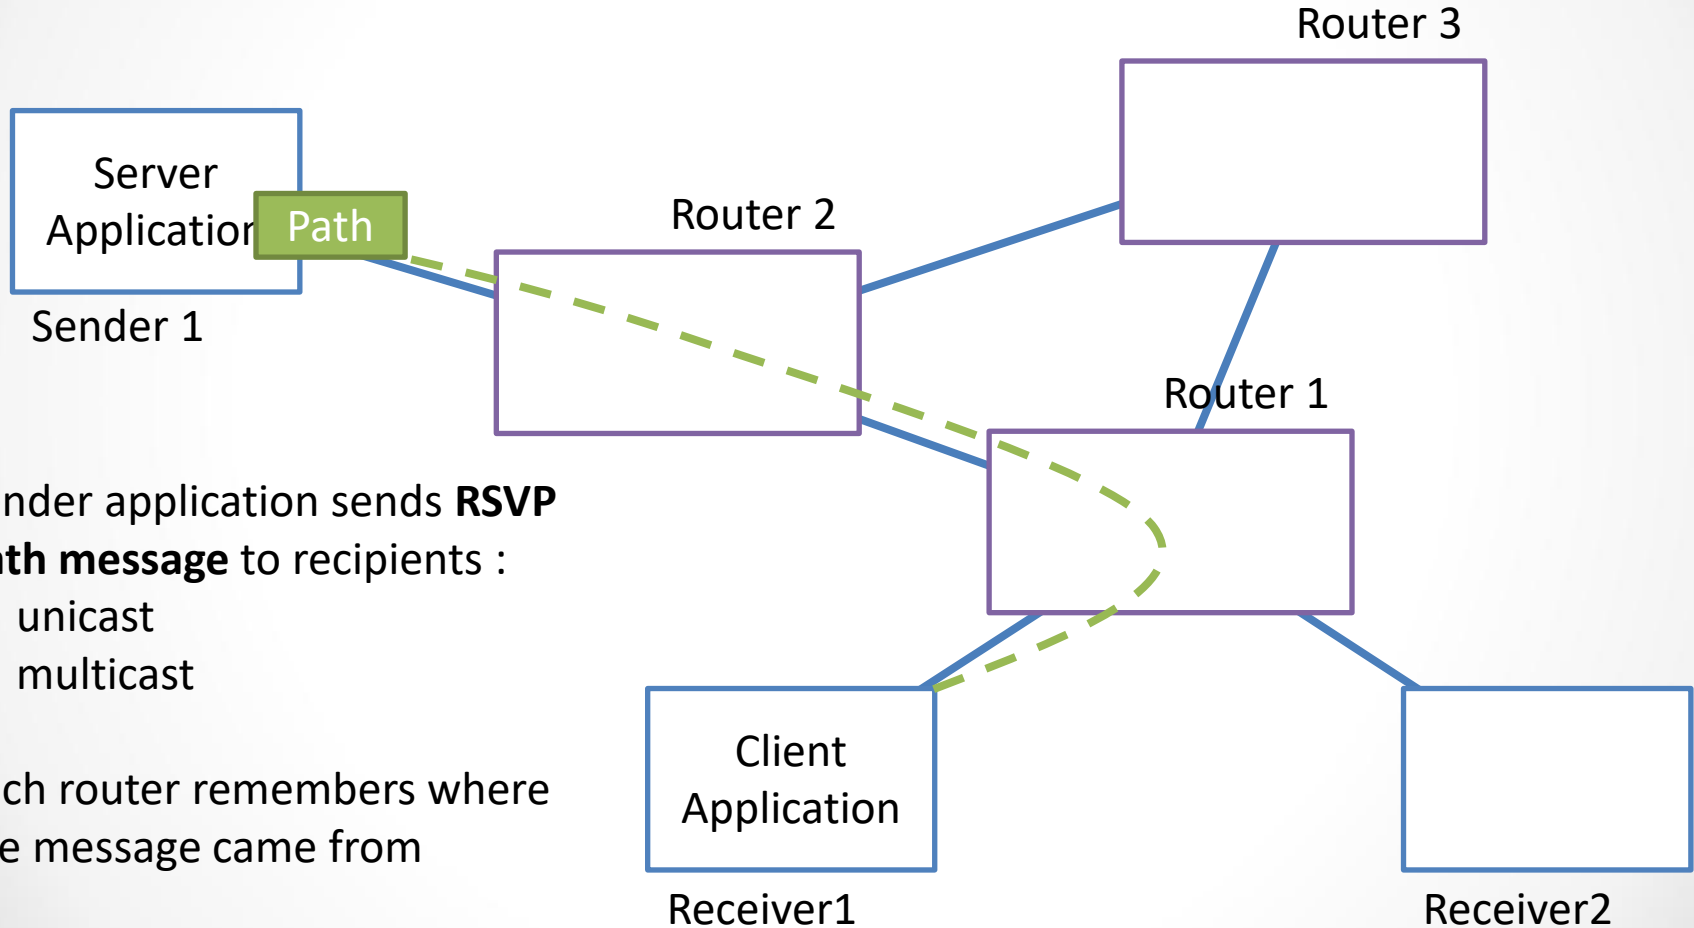 Router 3
Server
Application
Path
Router 2
Sender 1
Router 1
nder application sends RSVP
th message to recipients :
unicast
multicast
ch router remembers where
e message came from
Client
Application
Receiver1
Receiver2